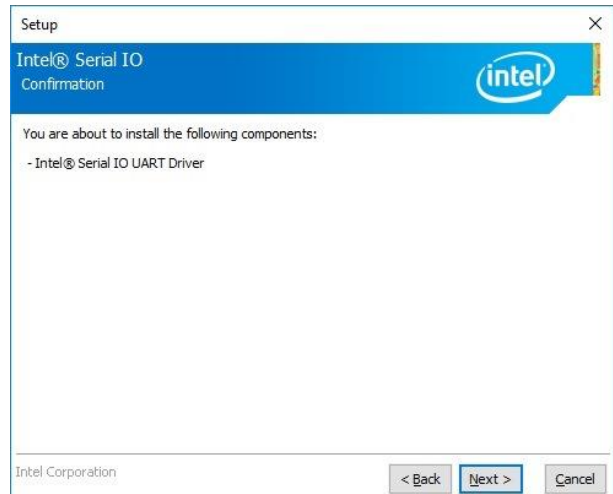 Setup
Intel® Serial IO
Confirmation
intel
You are about to install the following components:
- Intel® Serial IO UART Driver
Intel Corporation
< Back Next > Cancel